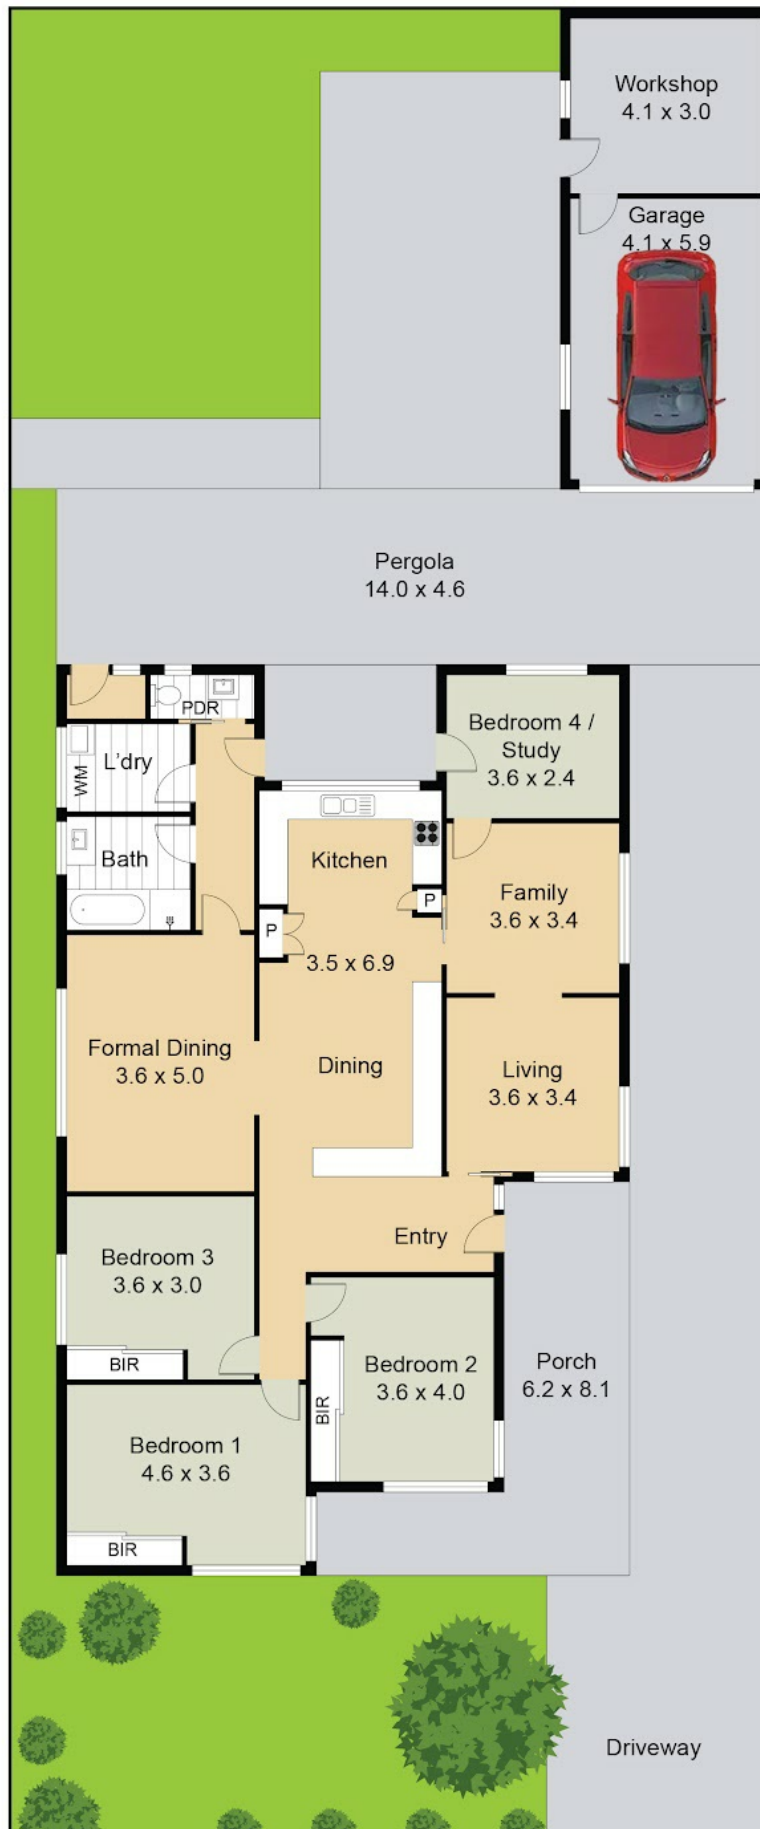 Workshop
4.1 x 3.0
Garage
4.1 x 5.9
Pergola
14.0 x 4.6
PDR
L'dry
WM
Bath
Bedroom 4 /
Study
3.6 x 2.4
Kitchen
P
P
3.5 x 6.9
Family
3.6 x 3.4
Formal Dining
3.6 x 5.0
Dining
Living
3.6 x 3.4
Entry
Bedroom 3
3.6 x 3.0
BIR
Bedroom 2
3.6 x 4.0
BIR
Porch
6.2 x 8.1
Bedroom 1
4.6 x 3.6
BIR
Driveway